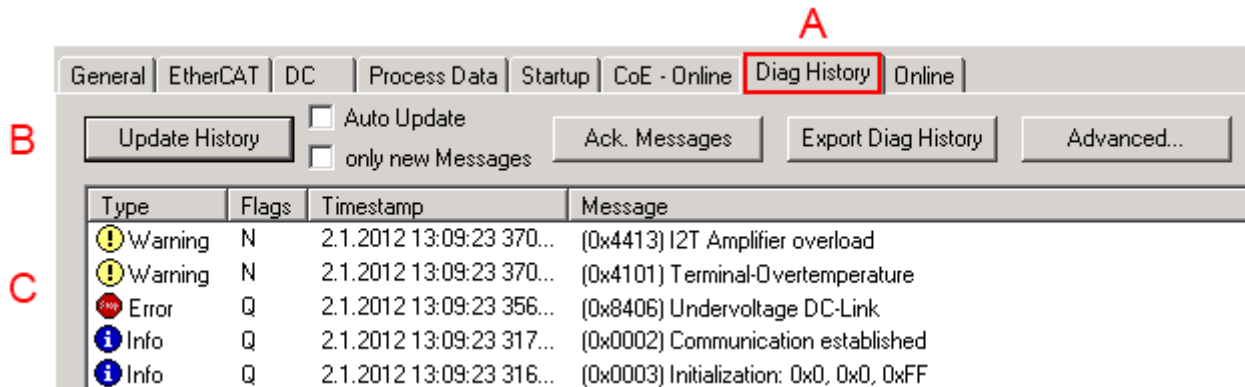 A
General EtherCAT DC Process Data Startup CoE - Online Diag History Online
B
Update History Auto Update Ack. Messages Export Diag History Advanced...
only new Messages
Type Flags Timestamp Message
Warning N 2.1.2012 13:09:23 370... (0x4413) I2T Amplifier overload
Warning N 2.1.2012 13:09:23 370... (0x4101) Terminal-Overtemperature
C
Error Q 2.1.2012 13:09:23 356... (0x8406) Undervoltage DC-Link
Info Q 2.1.2012 13:09:23 317... (0x0002) Communication established
Info Q 2.1.2012 13:09:23 316... (0x0003) Initialization: 0x0, 0x0, 0xFF